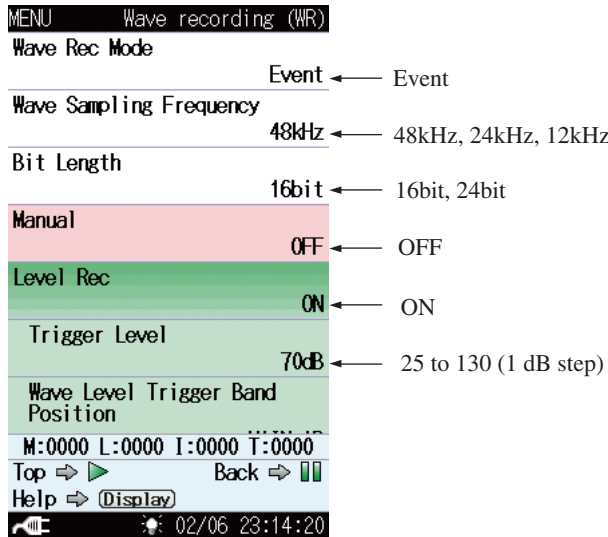 MENU Wave recording (WR)
Wave Rec Mode
Event
Event
Wave Sampling Frequency
48kHz
48kHz, 24kHz, 12kHz
Bit Length
16bit
16bit, 24bit
Manual
OFF
OFF
Level Rec
ON
ON
Trigger Level
70dB
25 to 130 (1 dB step)
Wave Level Trigger Band
Position
M:0000 L:0000 I:0000 T:0000
Top Back
Help Display
02/06 23:14:20